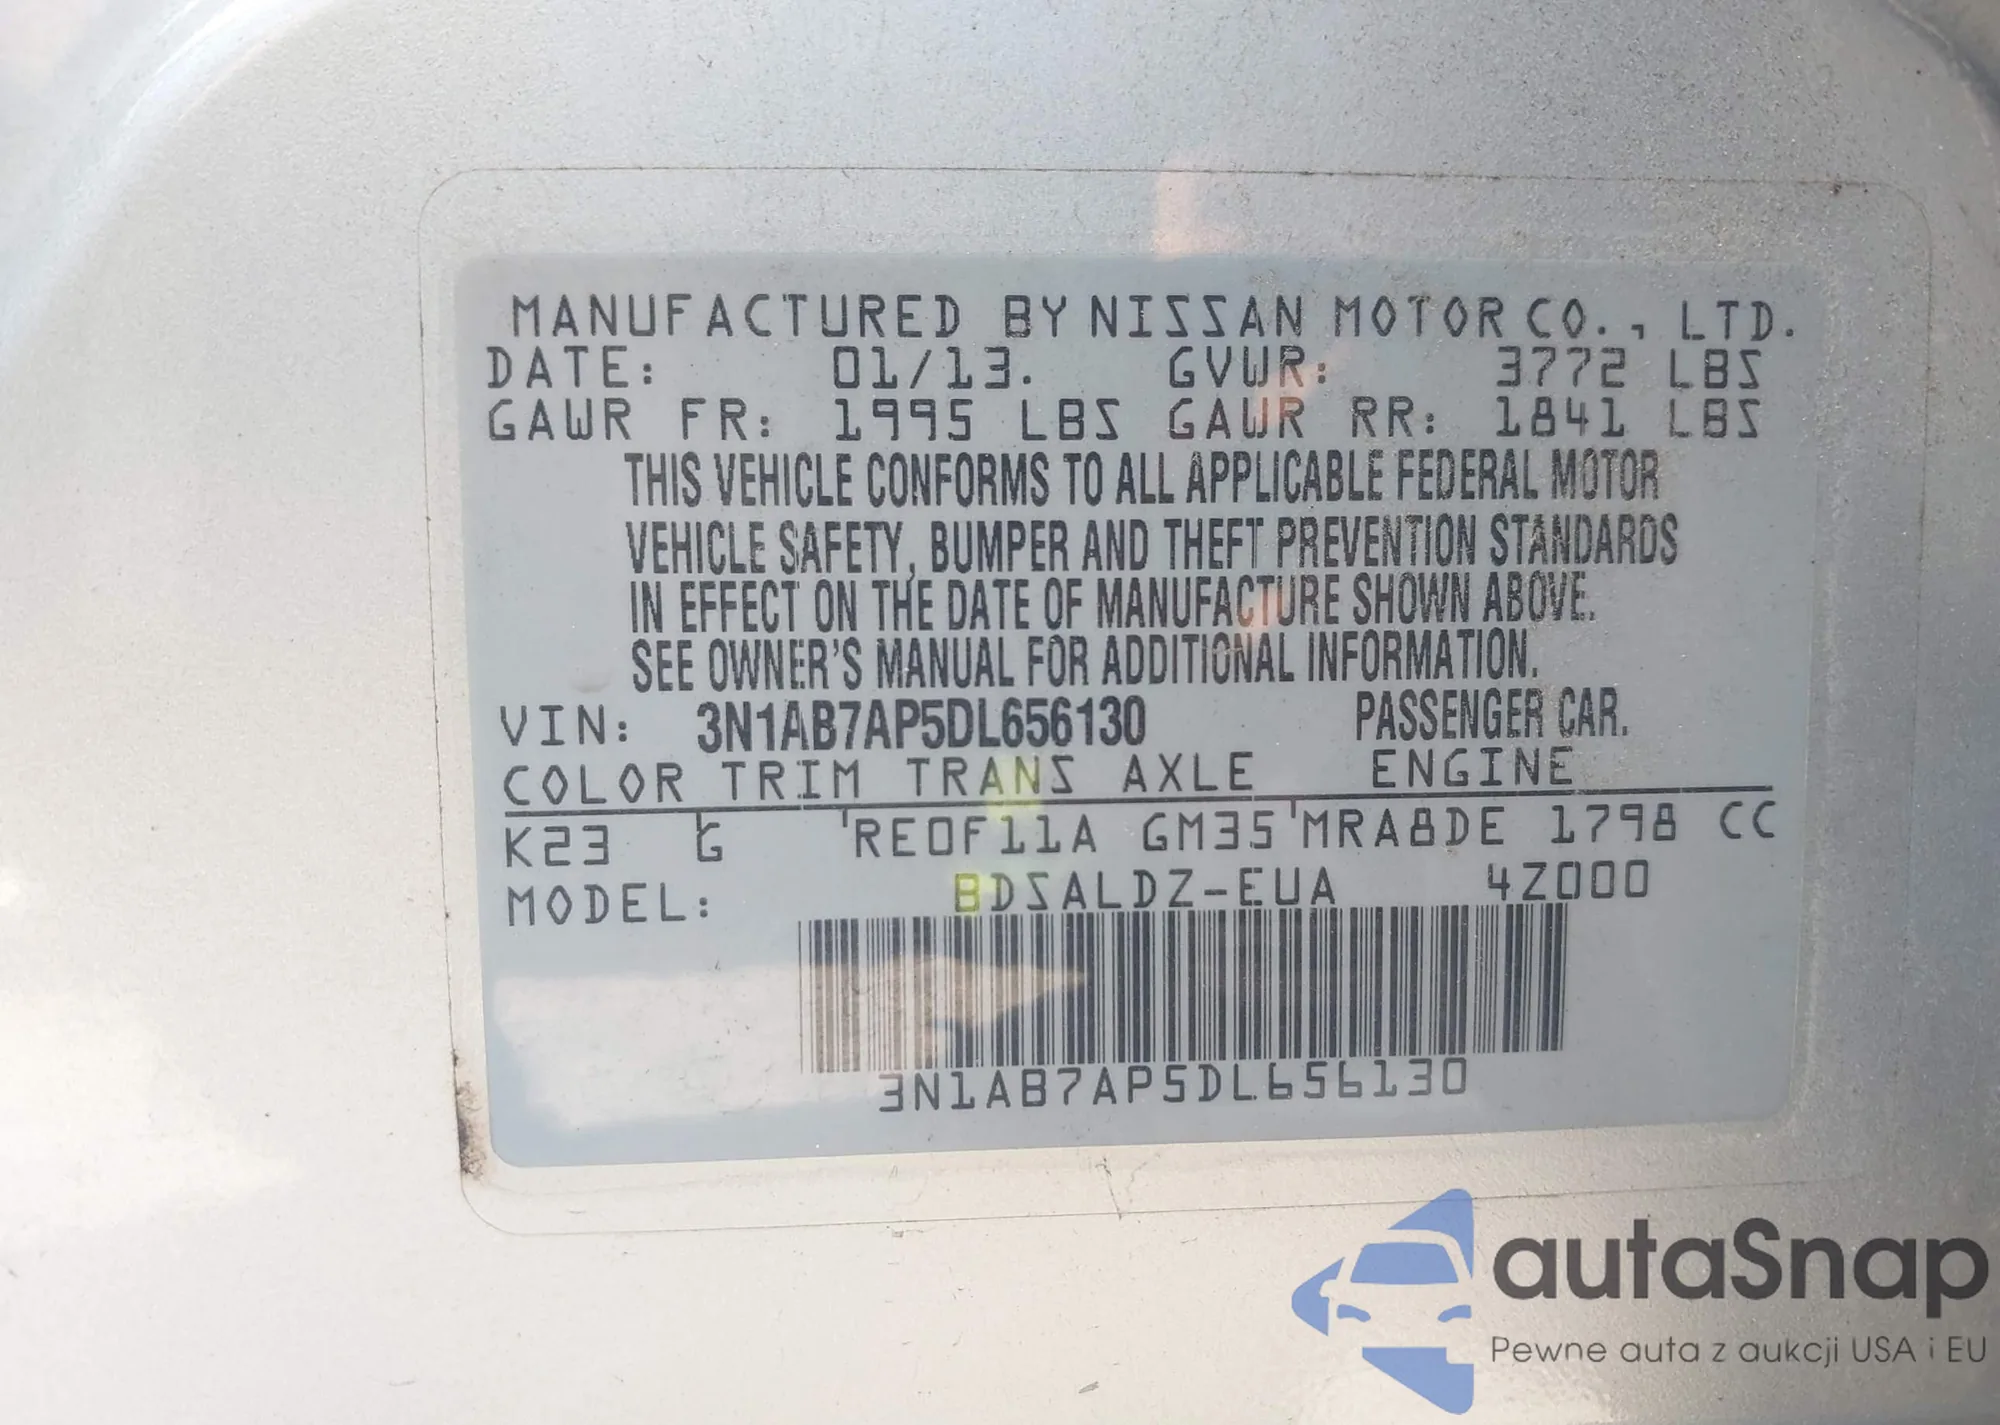 MANUFACTURED BY NISSAN MOTOR CO., LTD.
DATE: 01/13. GVWR: 3772 LBS
GAWR FR: 1995 LBS GAWR RR: 1841 LBS
THIS VEHICLE CONFORMS TO ALL APPLICABLE FEDERAL MOTOR
VEHICLE SAFETY, BUMPER AND THEFT PREVENTION STANDARDS
IN EFFECT ON THE DATE OF MANUFACTURE SHOWN ABOVE.
SEE OWNER'S MANUAL FOR ADDITIONAL INFORMATION.
VIN: 3N1AB7AP5DL656130 PASSENGER CAR.
COLOR TRIM TRANS AXLE ENGINE
K23 G RE0F11A GM35 MRA8DE 1798 CC
MODEL: BDSALDZ-EUA 4Z000
3N1AB7AP5DL656130
autaSnap
Pewne auta z aukcji USA i EU